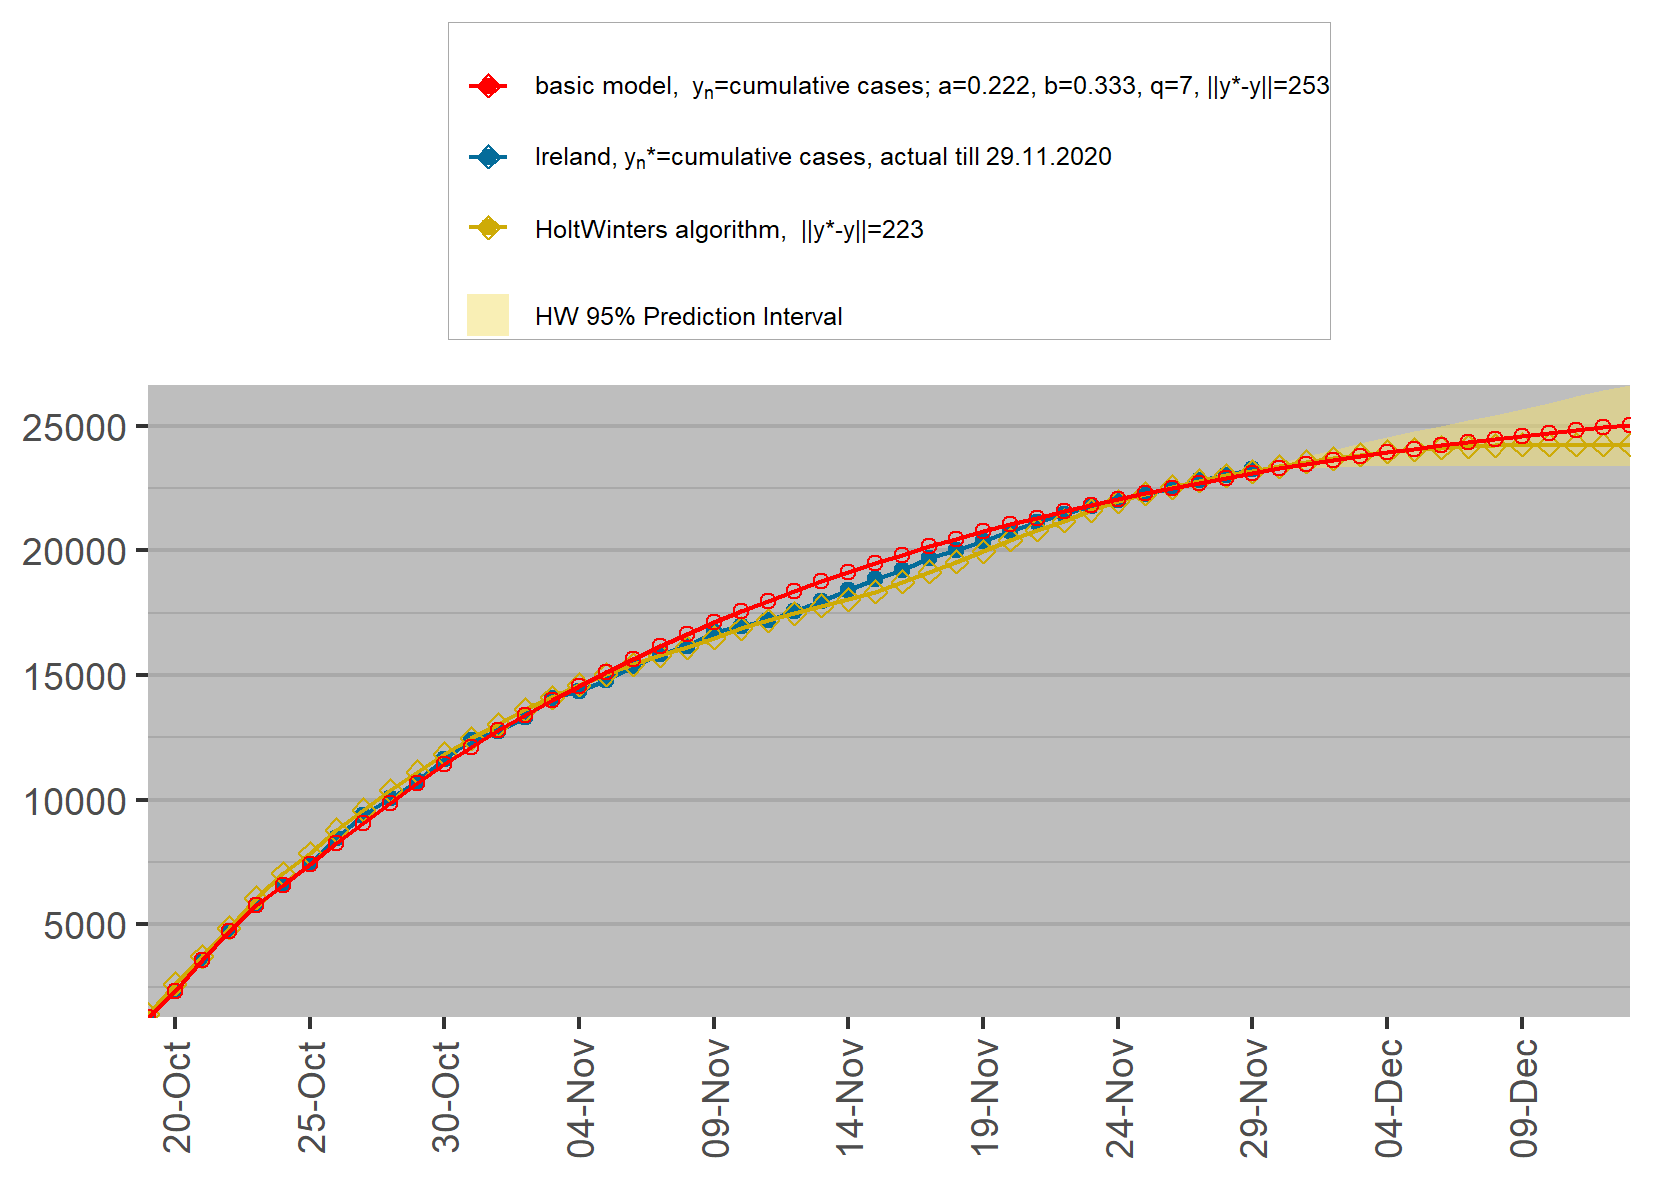 basic model,  yn=cumulative cases; a=0.222, b=0.333, q=7, ||y*-y||=253
Ireland, yn*=cumulative cases, actual till 29.11.2020
HoltWinters algorithm,  ||y*-y||=223
HW 95% Prediction Interval
25000
20000
15000
10000
5000
20-Oct
25-Oct
30-Oct
04-Nov
09-Nov
14-Nov
19-Nov
24-Nov
29-Nov
04-Dec
09-Dec